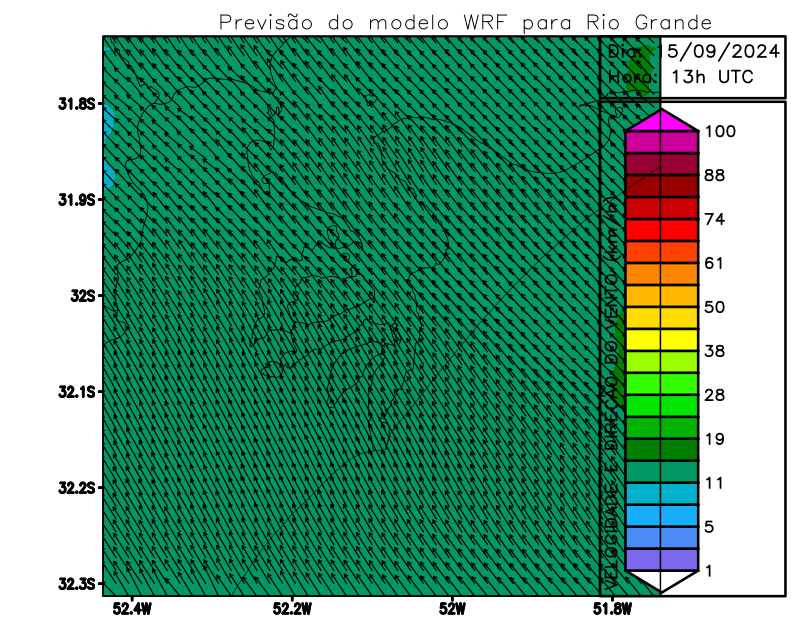 Previsão do modelo WRF para Rio Grande
Dia: 15/09/2024
Hora: 13h UTC
31.8S
31.9S
32S
32.1S
32.2S
32.3S
52.4W
52.2W
52W
51.8W
VELOCIDADE E DIREÇÃO DO VENTO (km/h)
100
88
74
61
50
38
28
19
11
5
1